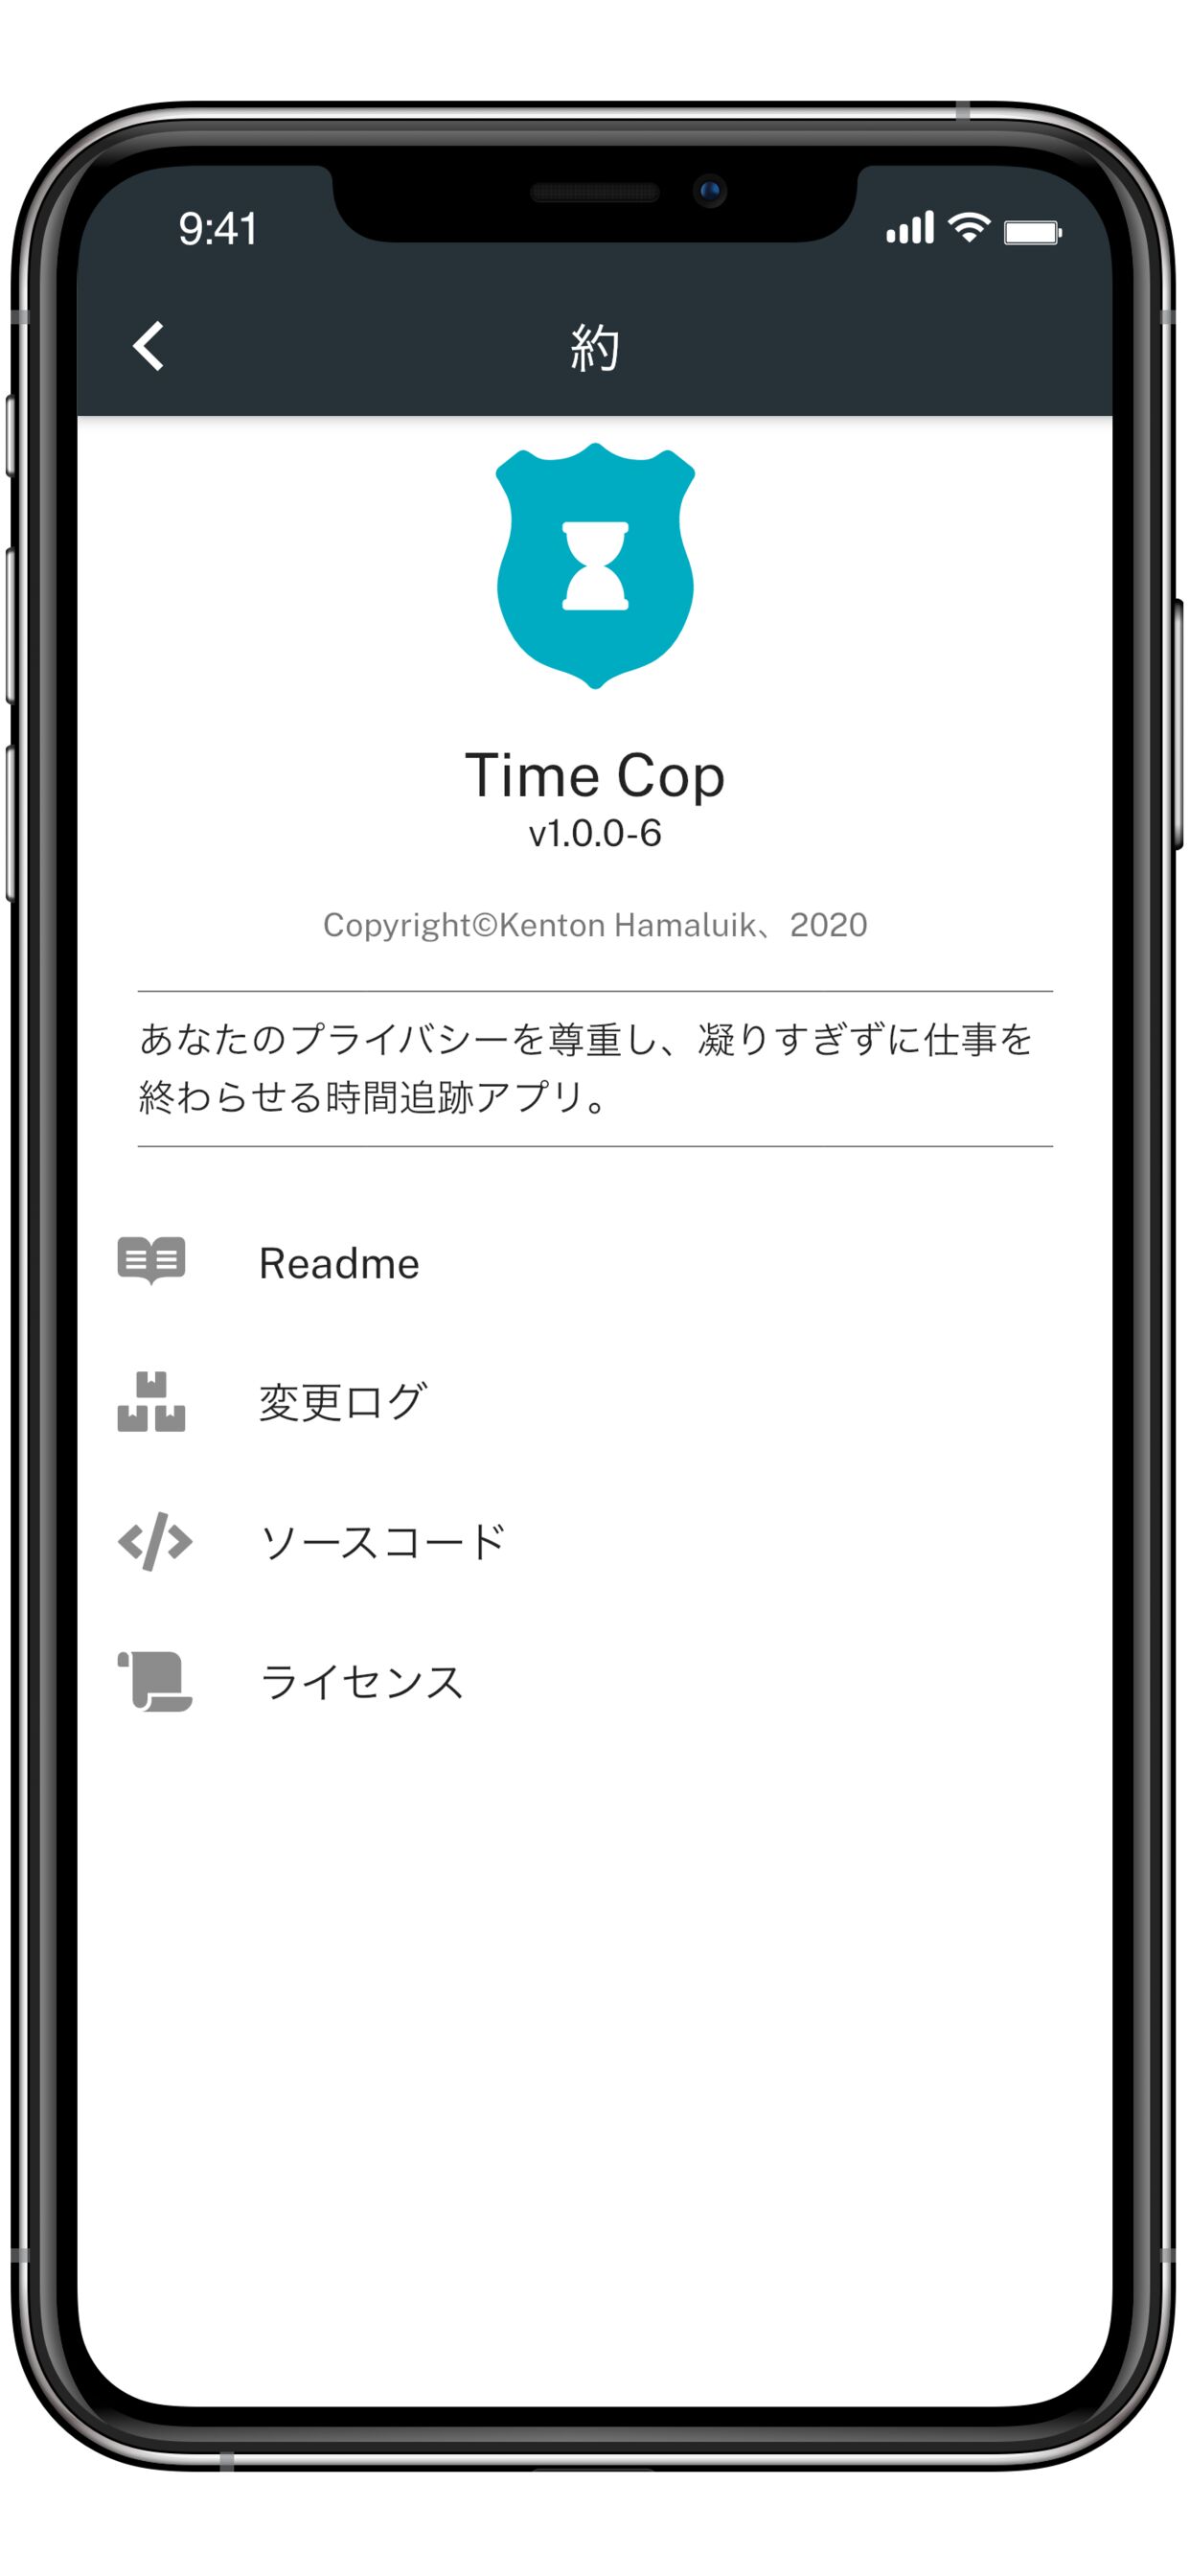 9:41
約
Time Cop
v1.0.0-6
Copyright©Kenton Hamaluik、2020
あなたのプライバシーを尊重し、凝りすぎずに仕事を
終わらせる時間追跡アプリ。
Readme
変更ログ
ソースコード
ライセンス